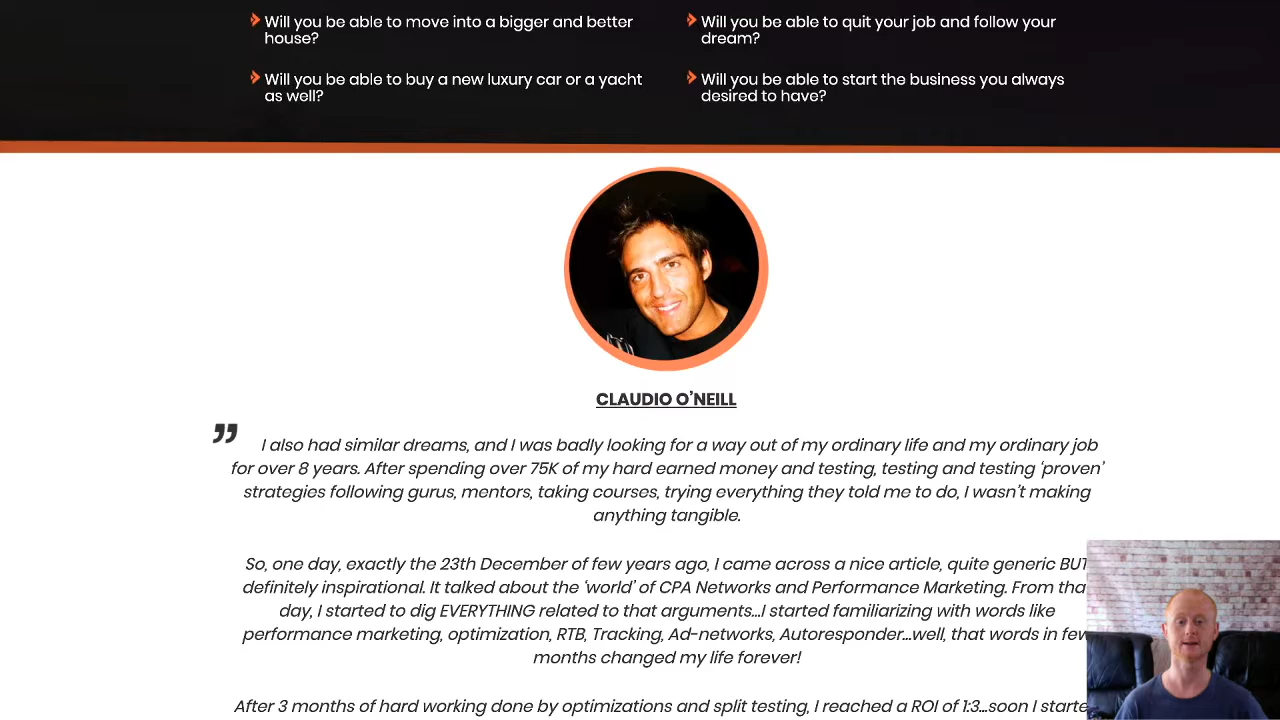 Will you be able to move into a bigger and better
house?
Will you be able to buy a new luxury car or a yacht
as well?
Will you be able to quit your job and follow your
dream?
Will you be able to start the business you always
desired to have?
CLAUDIO O’NEILL
” I also had similar dreams, and I was badly looking for a way out of my ordinary life and my ordinary job
for over 8 years. After spending over 75K of my hard earned money and testing, testing and testing ‘proven’
strategies following gurus, mentors, taking courses, trying everything they told me to do, I wasn’t making
anything tangible.
So, one day, exactly the 23th December of few years ago, I came across a nice article, quite generic BUT
definitely inspirational. It talked about the ‘world’ of CPA Networks and Performance Marketing. From tha
day, I started to dig EVERYTHING related to that arguments...I started familiarizing with words like
performance marketing, optimization, RTB, Tracking, Ad-networks, Autoresponder...well, that words in few
months changed my life forever!
After 3 months of hard working done by optimizations and split testing, I reached a ROI of 1:3...soon I starte